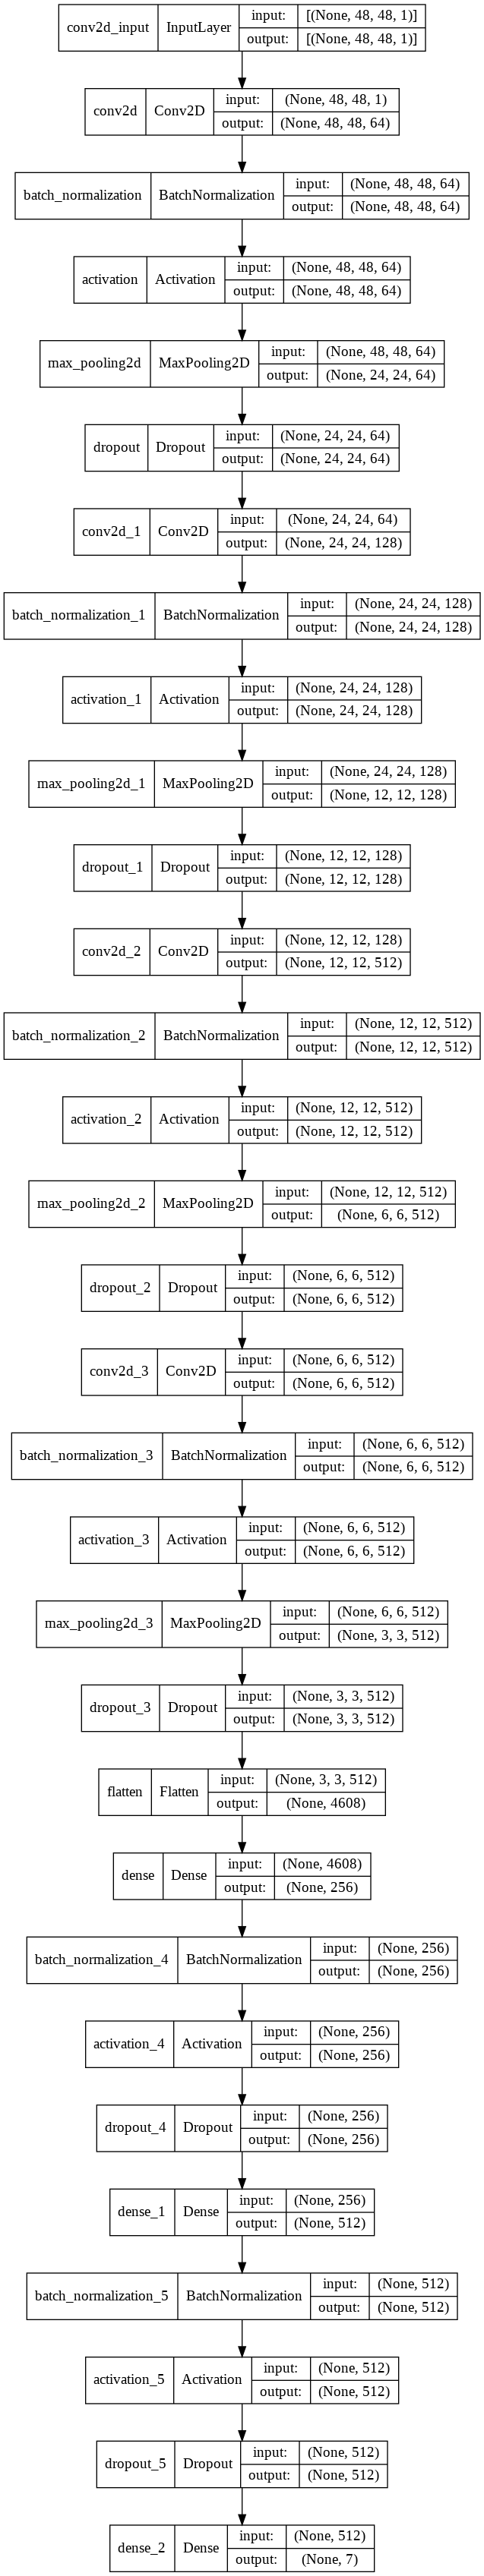 conv2d_input InputLayer input: [(None, 48, 48, 1)]
output: [(None, 48, 48, 1)]
conv2d Conv2D input: (None, 48, 48, 1)
output: (None, 48, 48, 64)
batch_normalization BatchNormalization input: (None, 48, 48, 64)
output: (None, 48, 48, 64)
activation Activation input: (None, 48, 48, 64)
output: (None, 48, 48, 64)
max_pooling2d MaxPooling2D input: (None, 48, 48, 64)
output: (None, 24, 24, 64)
dropout Dropout input: (None, 24, 24, 64)
output: (None, 24, 24, 64)
conv2d_1 Conv2D input: (None, 24, 24, 64)
output: (None, 24, 24, 128)
batch_normalization_1 BatchNormalization input: (None, 24, 24, 128)
output: (None, 24, 24, 128)
activation_1 Activation input: (None, 24, 24, 128)
output: (None, 24, 24, 128)
max_pooling2d_1 MaxPooling2D input: (None, 24, 24, 128)
output: (None, 12, 12, 128)
dropout_1 Dropout input: (None, 12, 12, 128)
output: (None, 12, 12, 128)
conv2d_2 Conv2D input: (None, 12, 12, 128)
output: (None, 12, 12, 512)
batch_normalization_2 BatchNormalization input: (None, 12, 12, 512)
output: (None, 12, 12, 512)
activation_2 Activation input: (None, 12, 12, 512)
output: (None, 12, 12, 512)
max_pooling2d_2 MaxPooling2D input: (None, 12, 12, 512)
output: (None, 6, 6, 512)
dropout_2 Dropout input: (None, 6, 6, 512)
output: (None, 6, 6, 512)
conv2d_3 Conv2D input: (None, 6, 6, 512)
output: (None, 6, 6, 512)
batch_normalization_3 BatchNormalization input: (None, 6, 6, 512)
output: (None, 6, 6, 512)
activation_3 Activation input: (None, 6, 6, 512)
output: (None, 6, 6, 512)
max_pooling2d_3 MaxPooling2D input: (None, 6, 6, 512)
output: (None, 3, 3, 512)
dropout_3 Dropout input: (None, 3, 3, 512)
output: (None, 3, 3, 512)
flatten Flatten input: (None, 3, 3, 512)
output: (None, 4608)
dense Dense input: (None, 4608)
output: (None, 256)
batch_normalization_4 BatchNormalization input: (None, 256)
output: (None, 256)
activation_4 Activation input: (None, 256)
output: (None, 256)
dropout_4 Dropout input: (None, 256)
output: (None, 256)
dense_1 Dense input: (None, 256)
output: (None, 512)
batch_normalization_5 BatchNormalization input: (None, 512)
output: (None, 512)
activation_5 Activation input: (None, 512)
output: (None, 512)
dropout_5 Dropout input: (None, 512)
output: (None, 512)
dense_2 Dense input: (None, 512)
output: (None, 7)